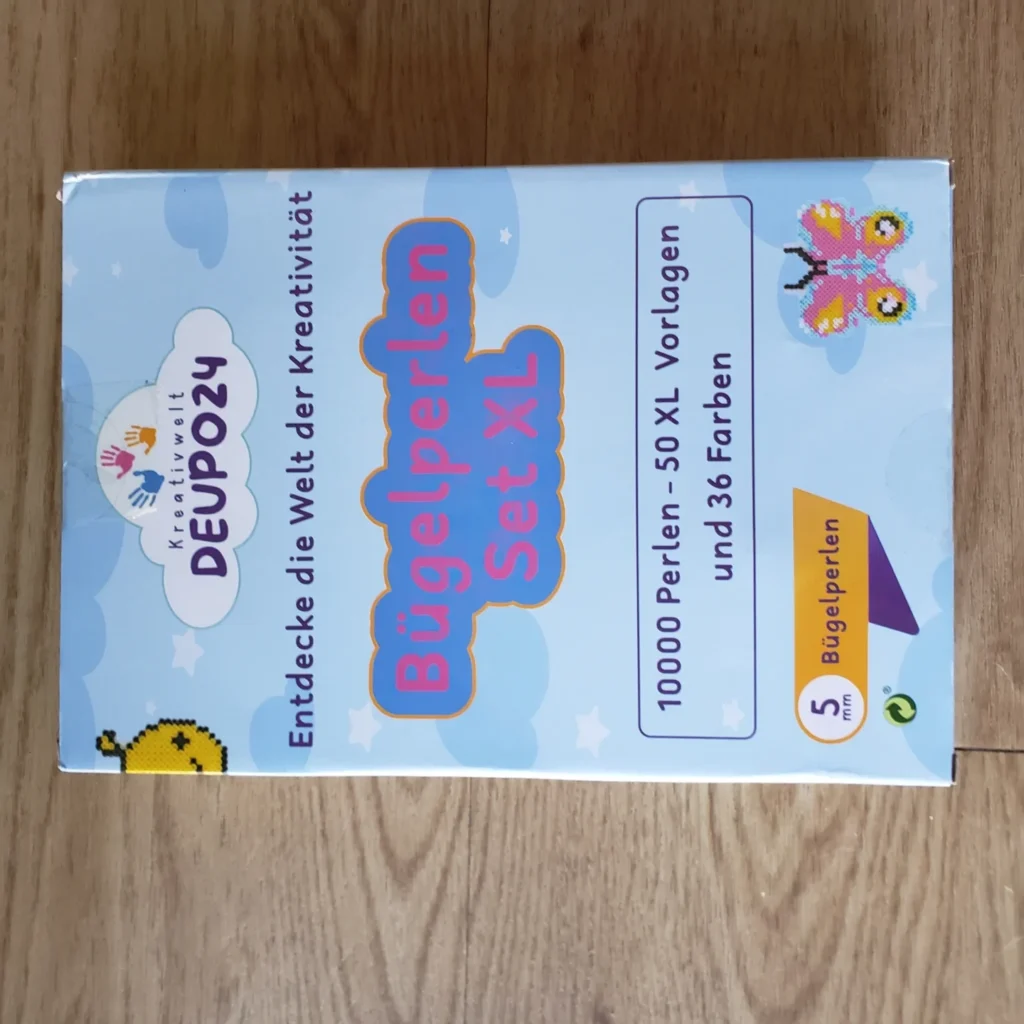 Kreativwelt
DEUPO24
Entdecke die Welt der Kreativität
Bügelperlen
Set XL
10000 Perlen - 50 XL Vorlagen
und 36 Farben
5 mm
Bügelperlen
®